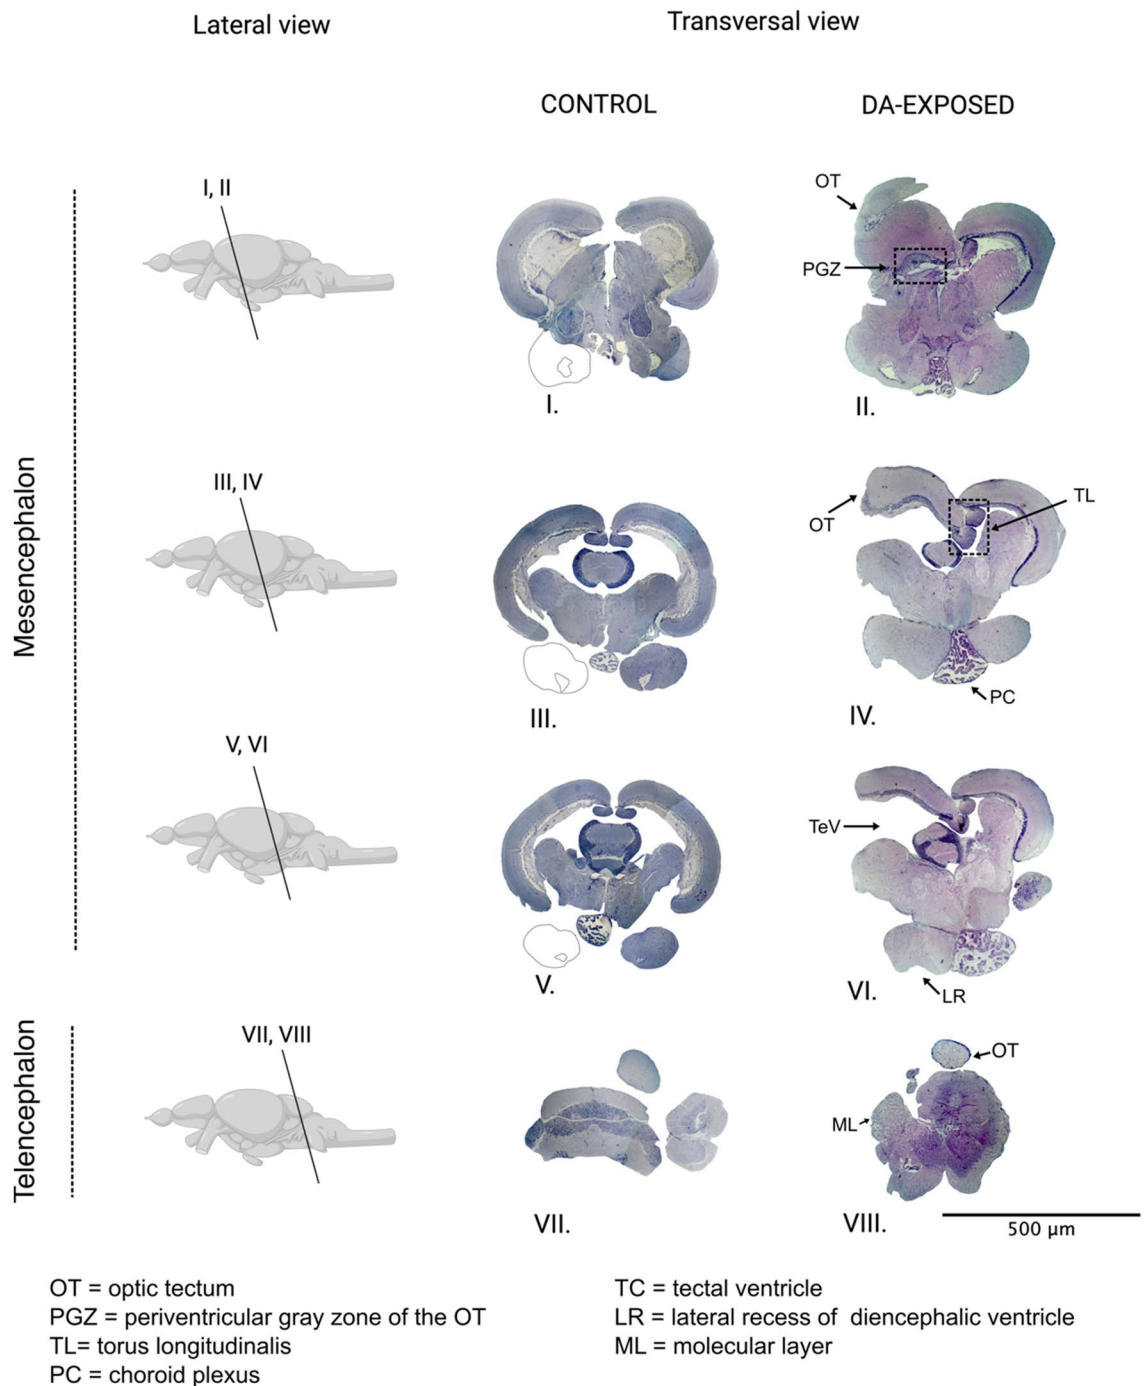 Lateral view
Transversal view
CONTROL
DA-EXPOSED
Mesencephalon
I, II
I.
OT
PGZ
II.
III, IV
III.
OT
TL
PC
IV.
V, VI
V.
TeV
LR
VI.
Telencephalon
VII, VIII
VII.
OT
ML
VIII.
500 µm
OT = optic tectum
PGZ = periventricular gray zone of the OT
TL= torus longitudinalis
PC = choroid plexus
TC = tectal ventricle
LR = lateral recess of diencephalic ventricle
ML = molecular layer